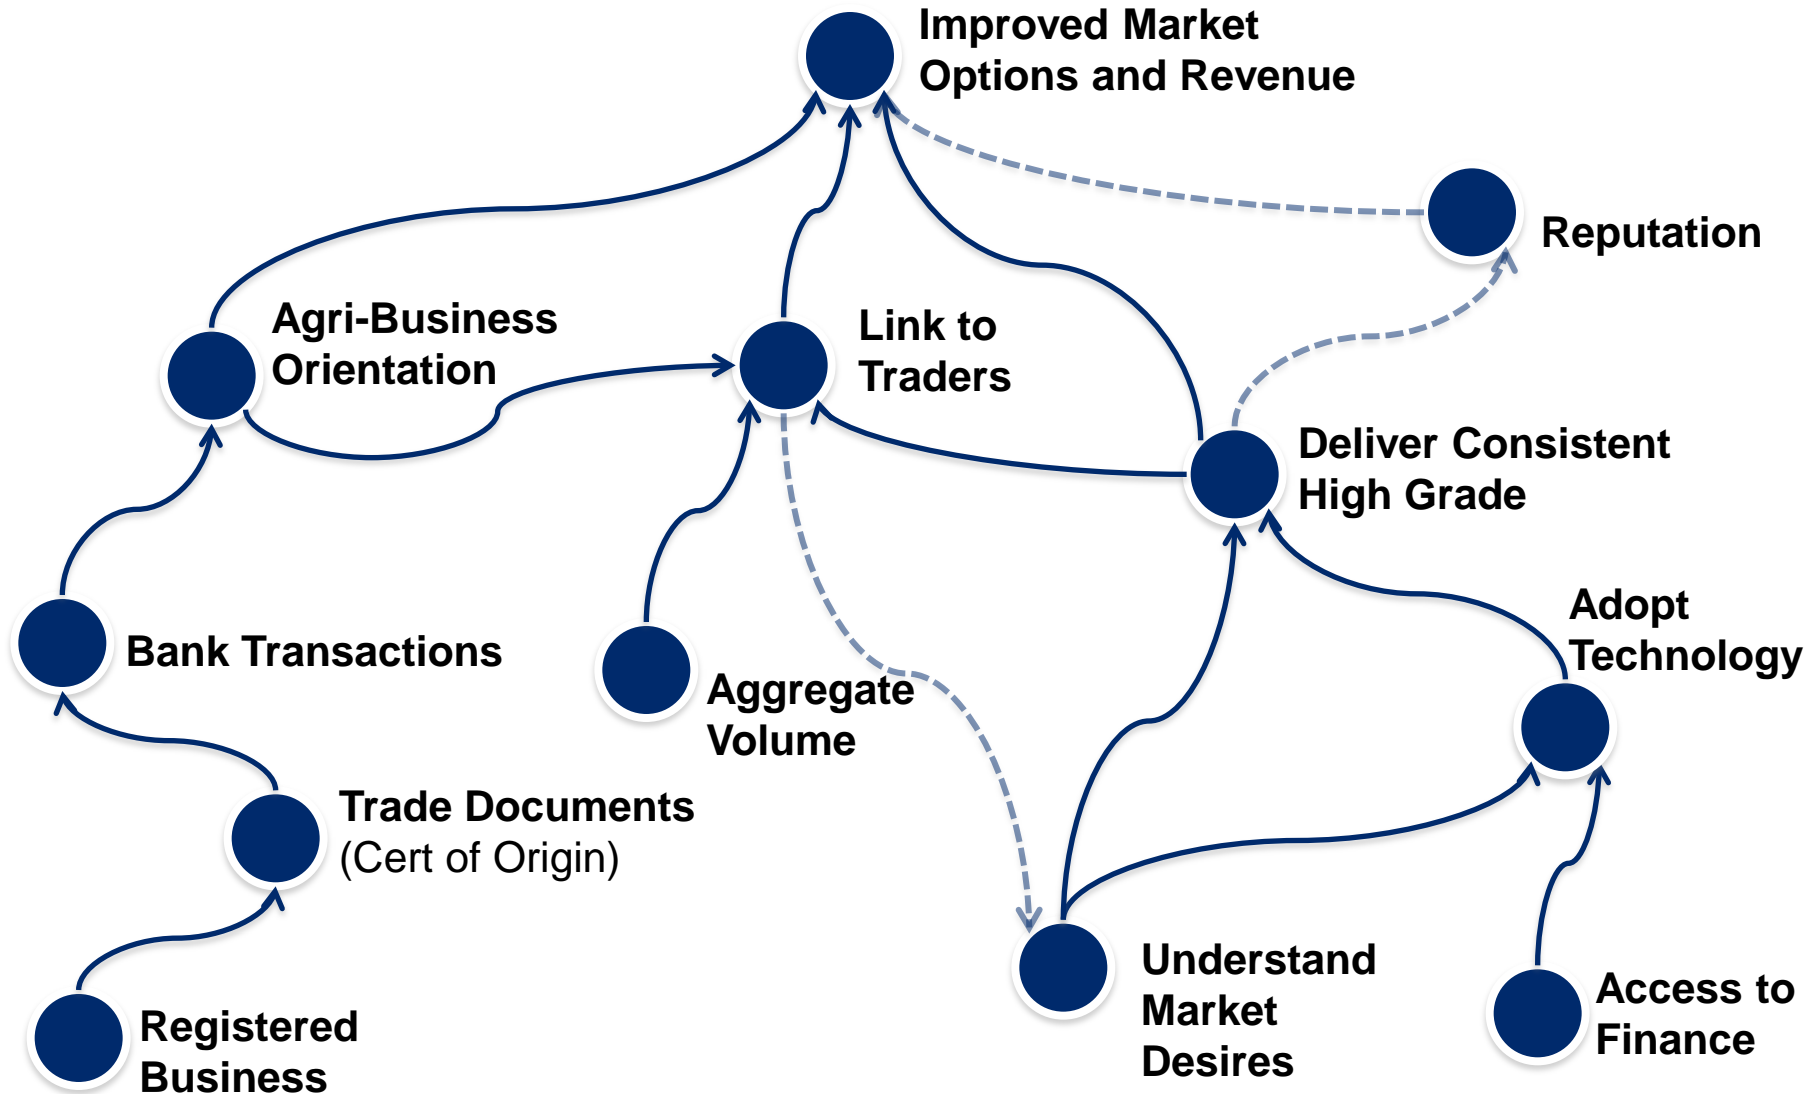 Improved Market
Options and Revenue
Reputation
Agri-Business
Orientation
Link to
Traders
Deliver Consistent
High Grade
Adopt
Technology
Bank Transactions
Aggregate
Volume
Trade Documents
(Cert of Origin)
Understand
Market
Desires
Access to
Finance
Registered
Business